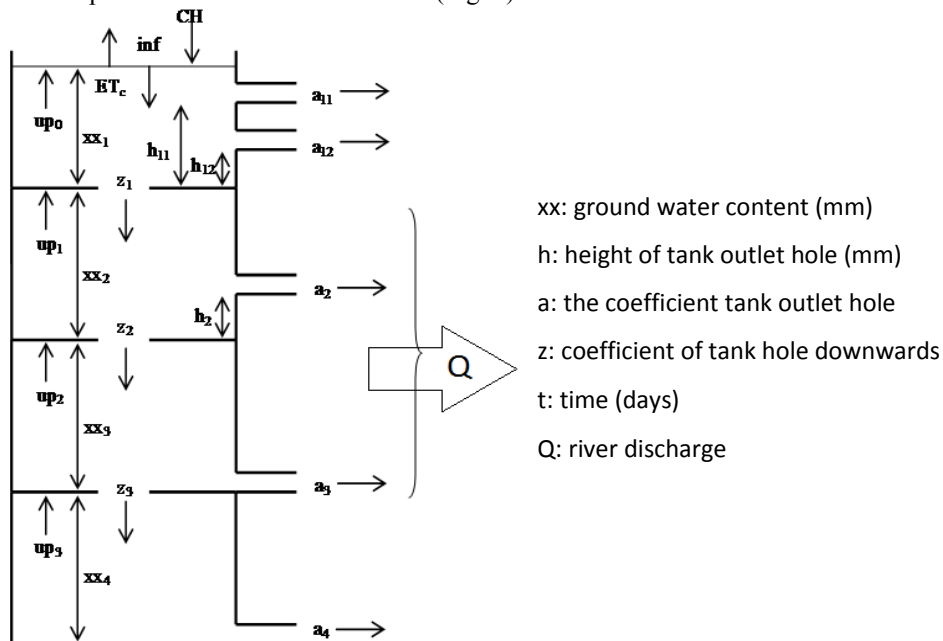 CH
inf
ETc
up0
xx1
h11
h12
a11
a12
z1
up1
xx2
h2
a2
z2
up2
xx3
a3
z3
up3
xx4
a4
Q
xx: ground water content (mm)
h: height of tank outlet hole (mm)
a: the coefficient tank outlet hole
z: coefficient of tank hole downwards
t: time (days)
Q: river discharge